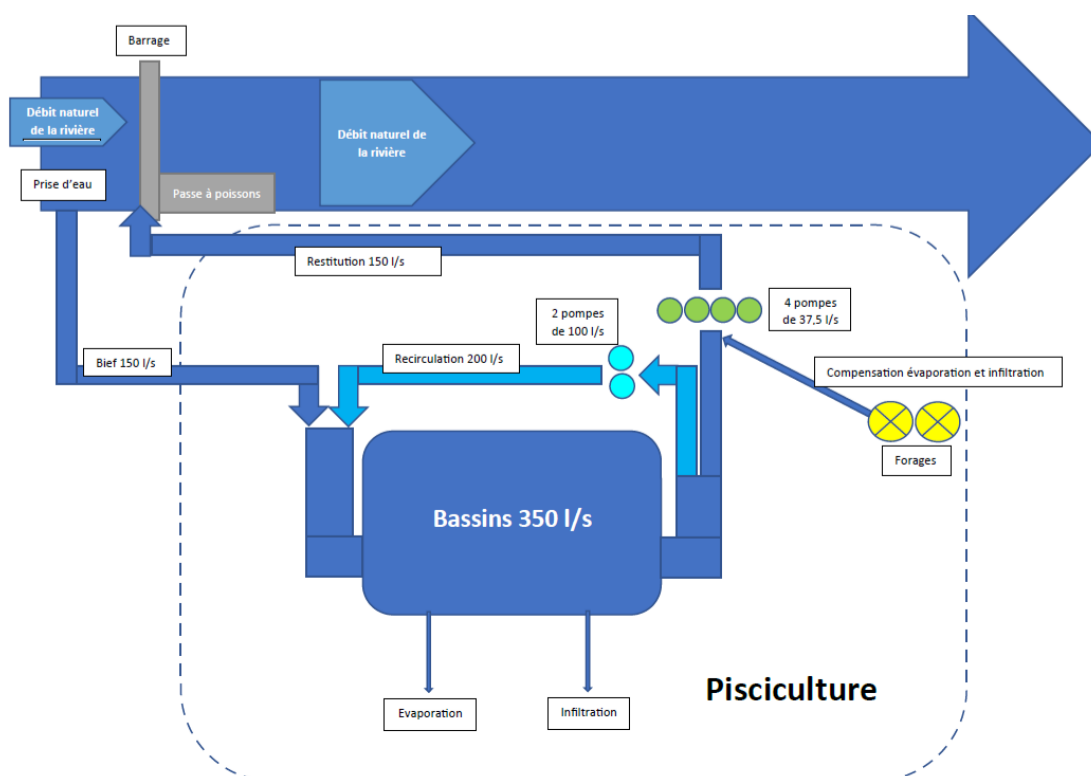 Barrage
Débit naturel
de la rivière
Débit naturel de
la rivière
Prise d'eau
Passe à poissons
Restitution 150 l/s
2 pompes
de 100 l/s
4 pompes
de 37,5 l/s
Bief 150 l/s
Recirculation 200 l/s
Compensation évaporation et infiltration
Forages
Bassins 350 l/s
Pisciculture
Evaporation
Infiltration